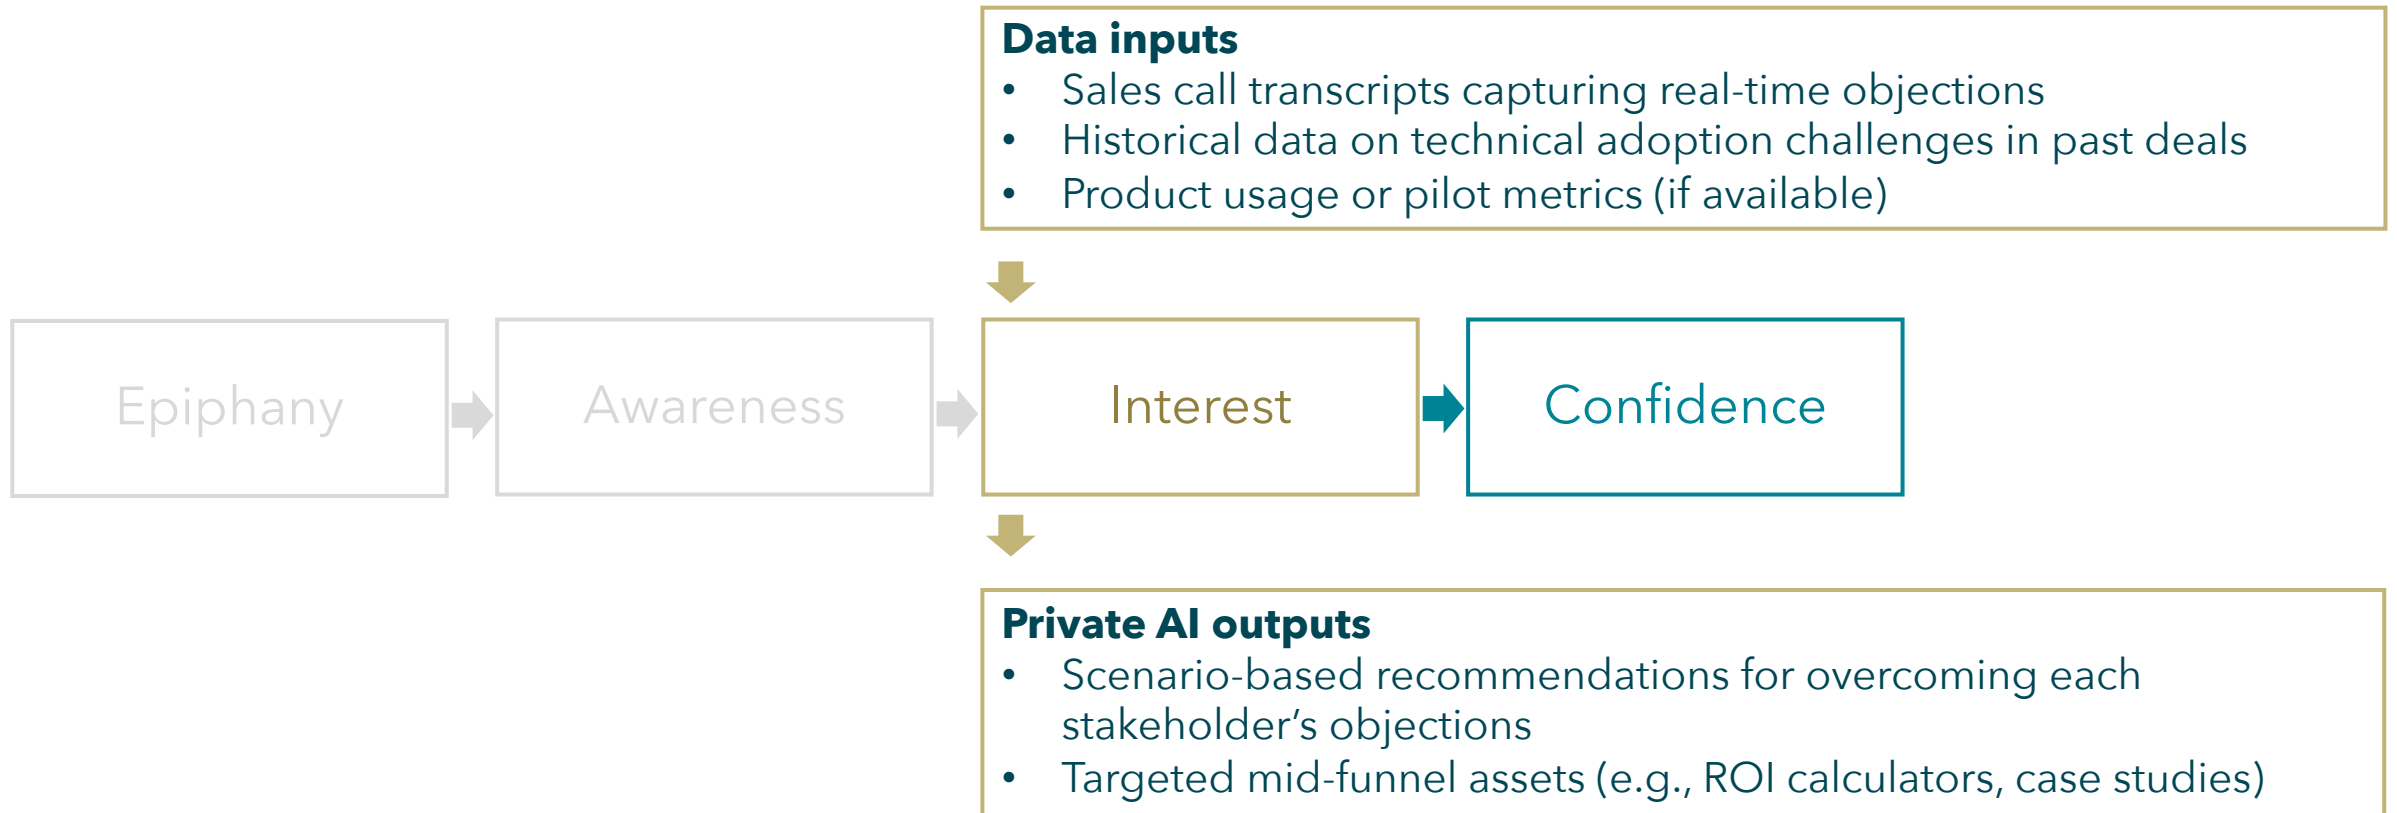 Data inputs
• Sales call transcripts capturing real-time objections
• Historical data on technical adoption challenges in past deals
• Product usage or pilot metrics (if available)
Epiphany
Awareness
Interest
Confidence
Private AI outputs
• Scenario-based recommendations for overcoming each
stakeholder’s objections
• Targeted mid-funnel assets (e.g., ROI calculators, case studies)